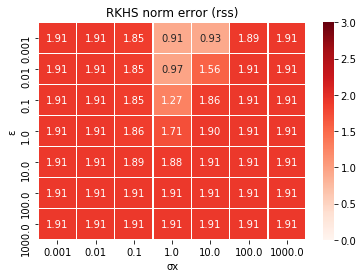 RKHS norm error (rss)
ε
0.001 1.91 1.91 1.85 0.91 0.93 1.89 1.91
0.01 1.91 1.91 1.85 0.97 1.56 1.91 1.91
0.1 1.91 1.91 1.85 1.27 1.86 1.91 1.91
1.0 1.91 1.91 1.86 1.71 1.90 1.91 1.91
10.0 1.91 1.91 1.89 1.88 1.91 1.91 1.91
100.0 1.91 1.91 1.91 1.91 1.91 1.91 1.91
1000.0 1.91 1.91 1.91 1.91 1.91 1.91 1.91
0.001 0.01 0.1 1.0 10.0 100.0 1000.0
σx
3.0
2.5
2.0
1.5
1.0
0.5
0.0